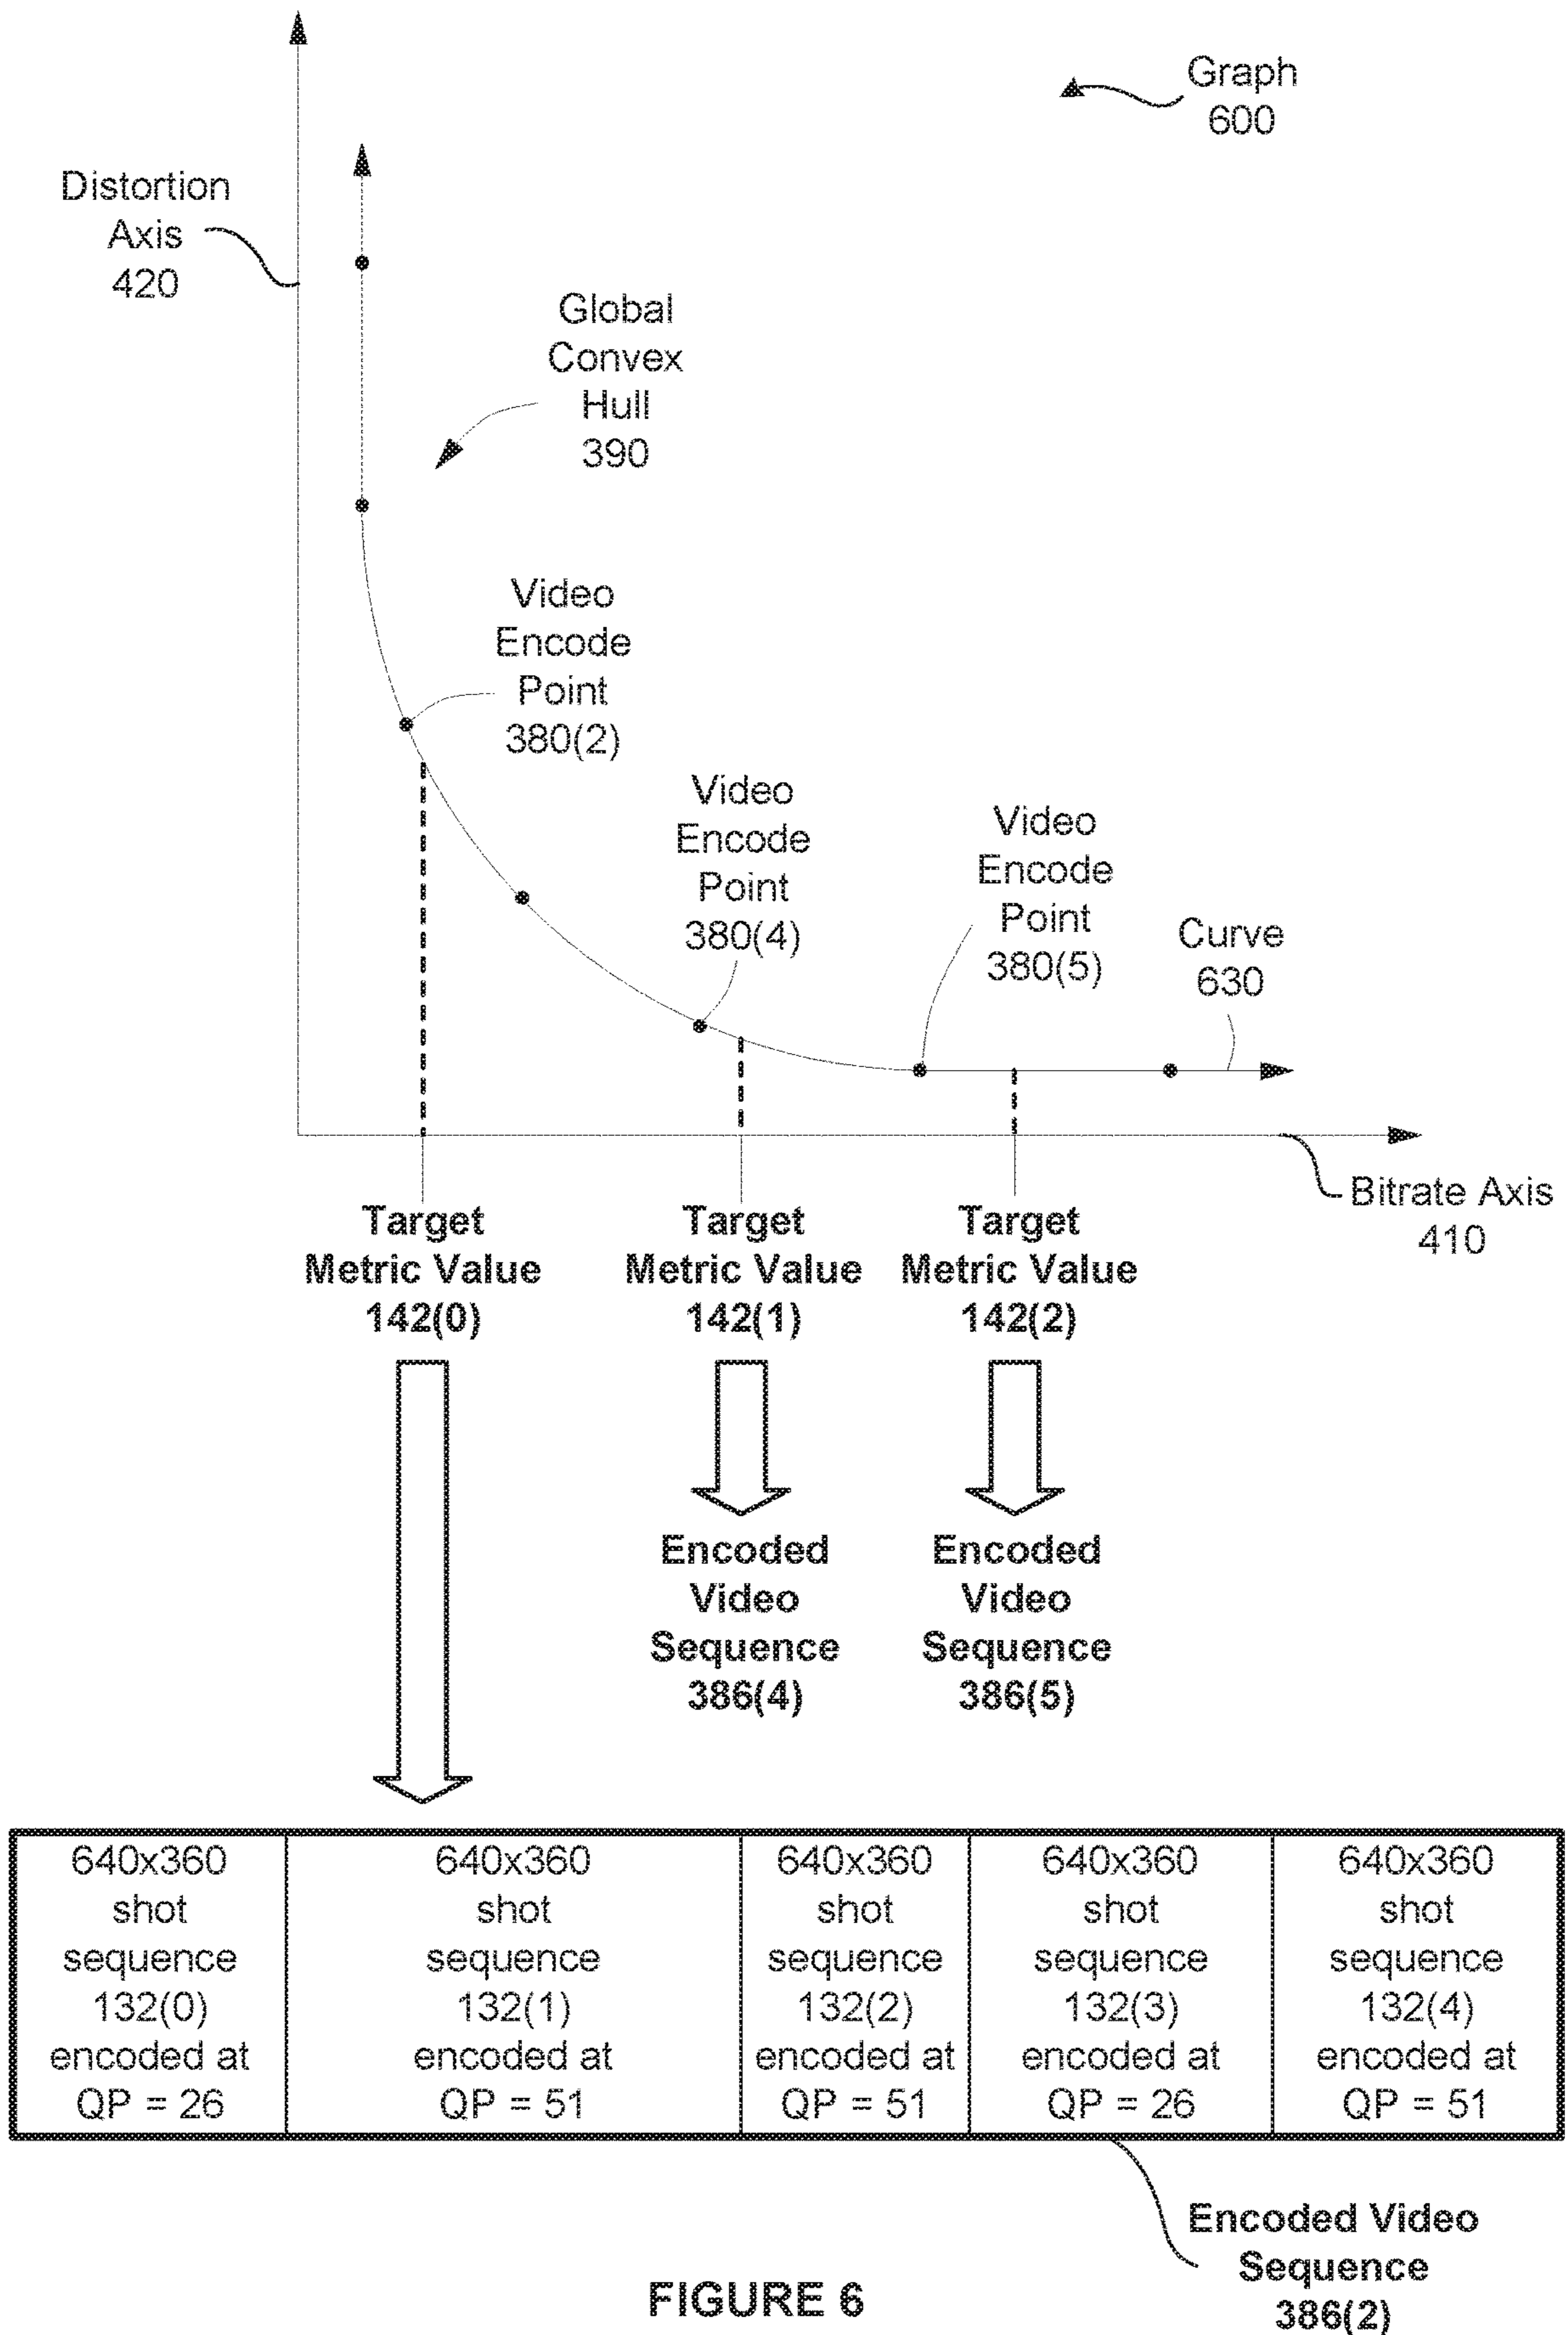 Graph
600
Distortion
Axis
420
Global
Convex
Hull
390
Video
Encode
Point
380(2)
Video
Encode
Point
380(4)
Video
Encode
Point
380(5)
Curve
630
Bitrate Axis
410
Target
Metric Value
142(0)
Target
Metric Value
142(1)
Target
Metric Value
142(2)
Encoded
Video
Sequence
386(4)
Encoded
Video
Sequence
386(5)
640x360
shot
sequence
132(0)
encoded at
QP = 26
640x360
shot
sequence
132(1)
encoded at
QP = 51
640x360
shot
sequence
132(2)
encoded at
QP = 51
640x360
shot
sequence
132(3)
encoded at
QP = 26
640x360
shot
sequence
132(4)
encoded at
QP = 51
Encoded Video
Sequence
386(2)
FIGURE 6